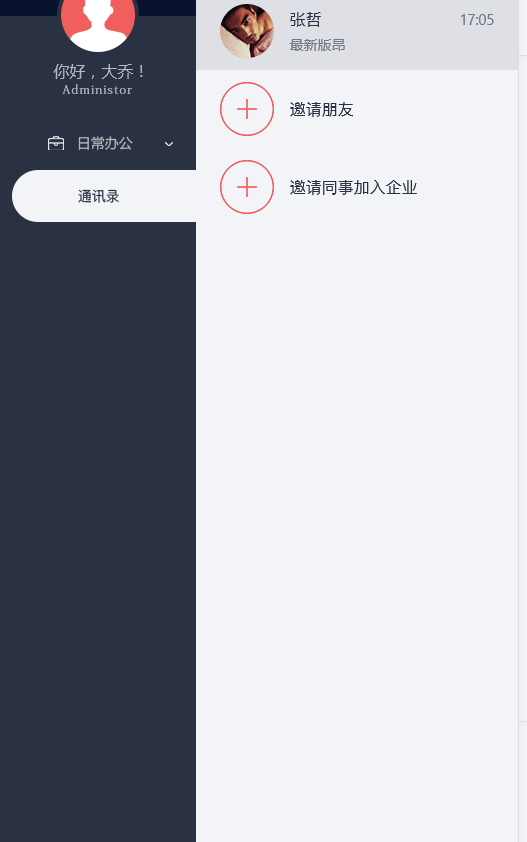 张哲
17:05
最新版昂
你好，大乔！
Administor
邀请朋友
日常办公
通讯录
邀请同事加入企业